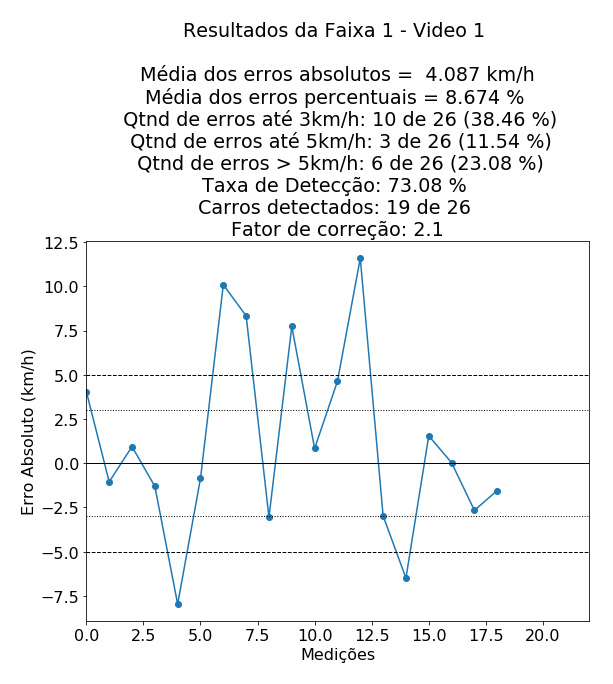 Resultados da Faixa 1 - Video 1
Média dos erros absolutos =  4.087 km/h
Média dos erros percentuais = 8.674 %
Qtnd de erros até 3km/h: 10 de 26 (38.46 %)
Qtnd de erros até 5km/h: 3 de 26 (11.54 %)
Qtnd de erros > 5km/h: 6 de 26 (23.08 %)
Taxa de Detecção: 73.08 %
Carros detectados: 19 de 26
Fator de correção: 2.1
12.5
10.0
7.5
5.0
2.5
0.0
−2.5
−5.0
−7.5
Erro Absoluto (km/h)
0.0 2.5 5.0 7.5 10.0 12.5 15.0 17.5 20.0
Medições